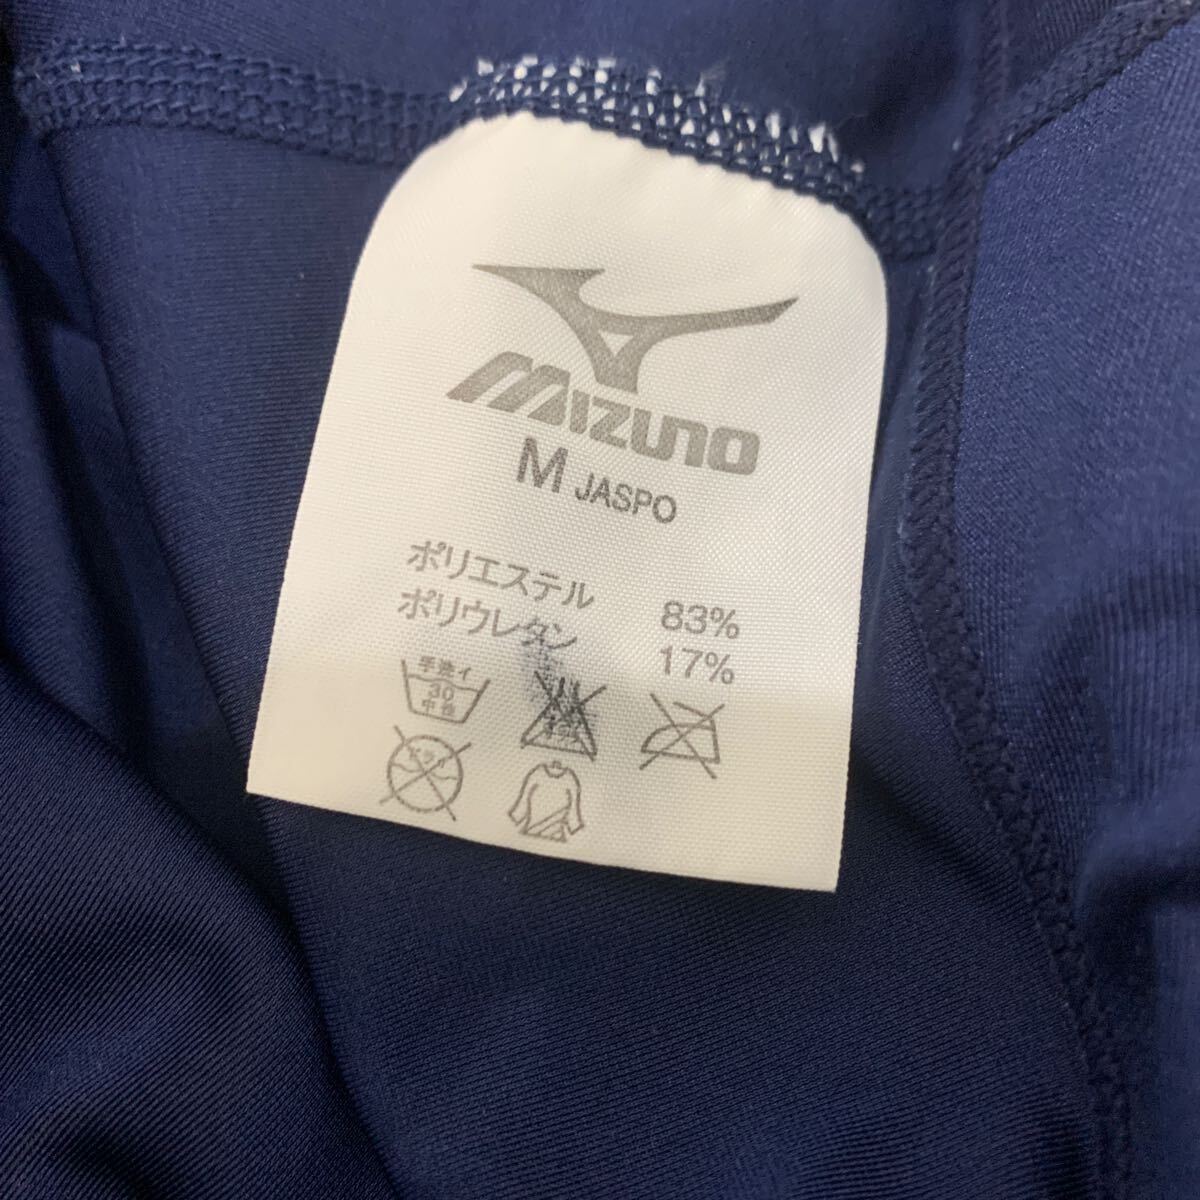 MIZUNO
M JASPO
ポリエステル 83%
ポリウレタン 17%
手洗イ
30
中性